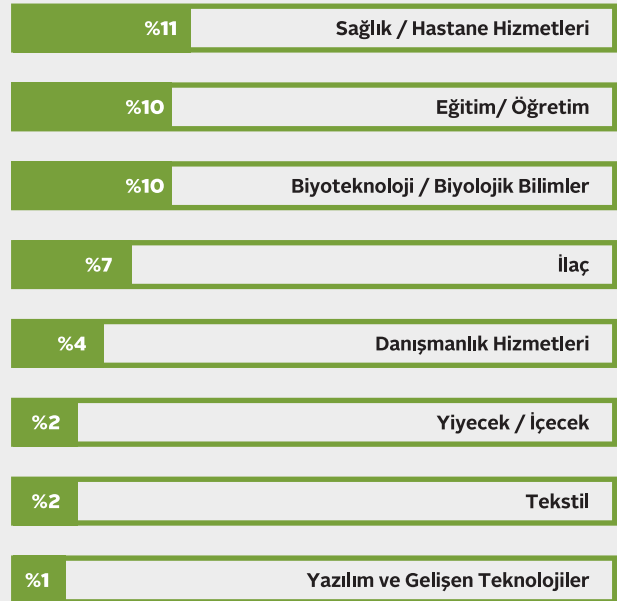 %11 Sağlık / Hastane Hizmetleri
%10 Eğitim/ Öğretim
%10 Biyoteknoloji / Biyolojik Bilimler
%7 İlaç
%4 Danışmanlık Hizmetleri
%2 Yiyecek / İçecek
%2 Tekstil
%1 Yazılım ve Gelişen Teknolojiler